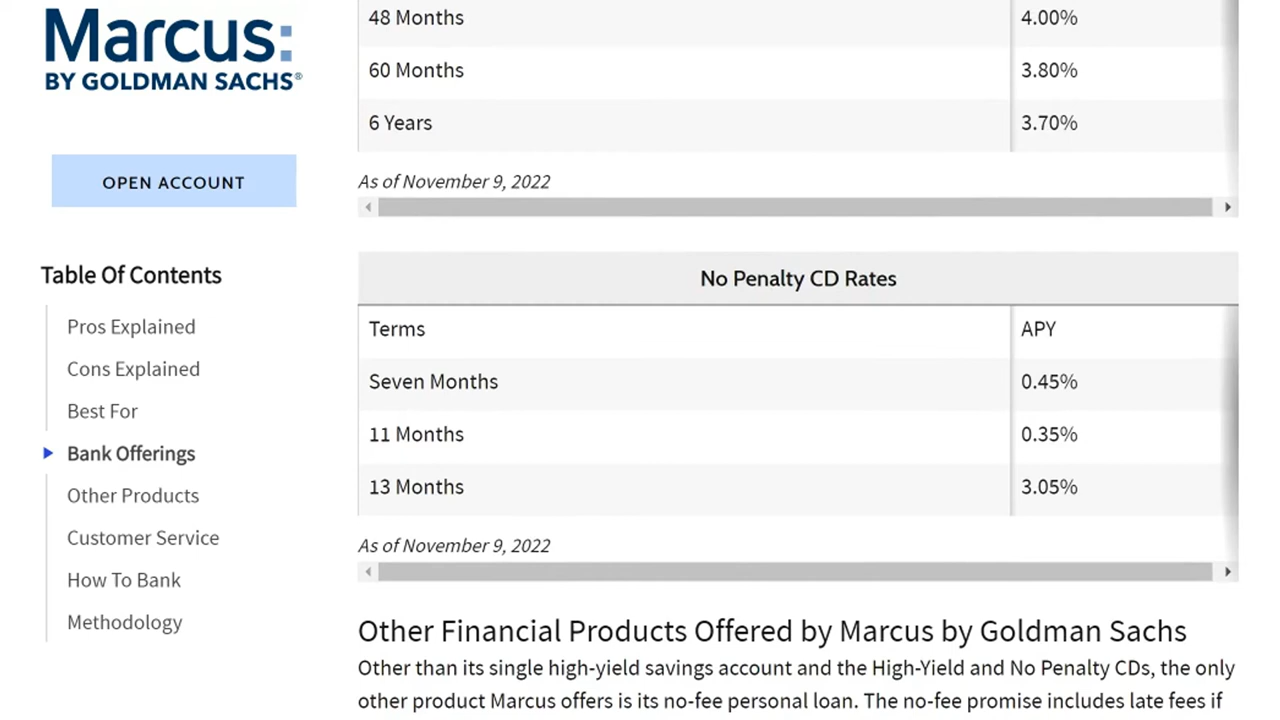 Marcus:
BY GOLDMAN SACHS®
OPEN ACCOUNT
Table Of Contents
Pros Explained
Cons Explained
Best For
Bank Offerings
Other Products
Customer Service
How To Bank
Methodology
48 Months 4.00%
60 Months 3.80%
6 Years 3.70%
As of November 9, 2022
No Penalty CD Rates
Terms APY
Seven Months 0.45%
11 Months 0.35%
13 Months 3.05%
As of November 9, 2022
Other Financial Products Offered by Marcus by Goldman Sachs
Other than its single high-yield savings account and the High-Yield and No Penalty CDs, the only
other product Marcus offers is its no-fee personal loan. The no-fee promise includes late fees if